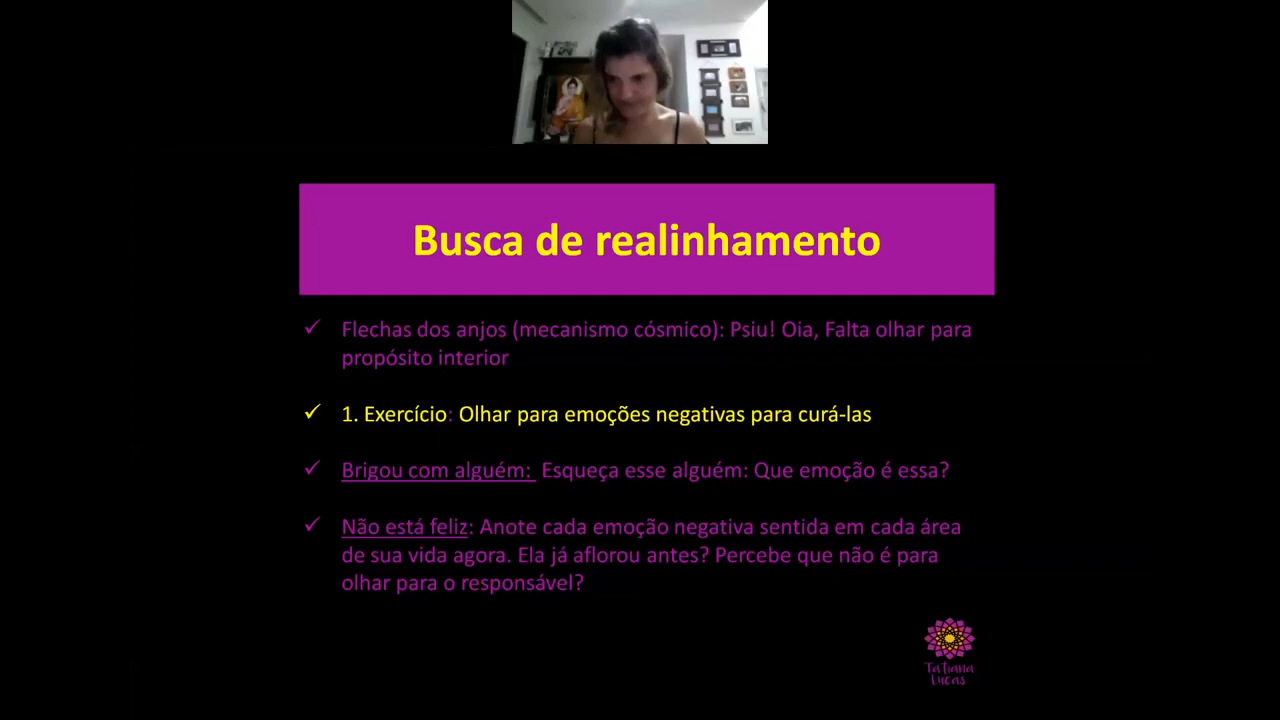 Busca de realinhamento
Flechas dos anjos (mecanismo cósmico): Psiu! Oia, Falta olhar para
propósito interior
1. Exercício: Olhar para emoções negativas para curá-las
Brigou com alguém: Esqueça esse alguém: Que emoção é essa?
Não está feliz: Anote cada emoção negativa sentida em cada área
de sua vida agora. Ela já aflorou antes? Percebe que não é para
olhar para o responsável?
Tatiana
Lucas